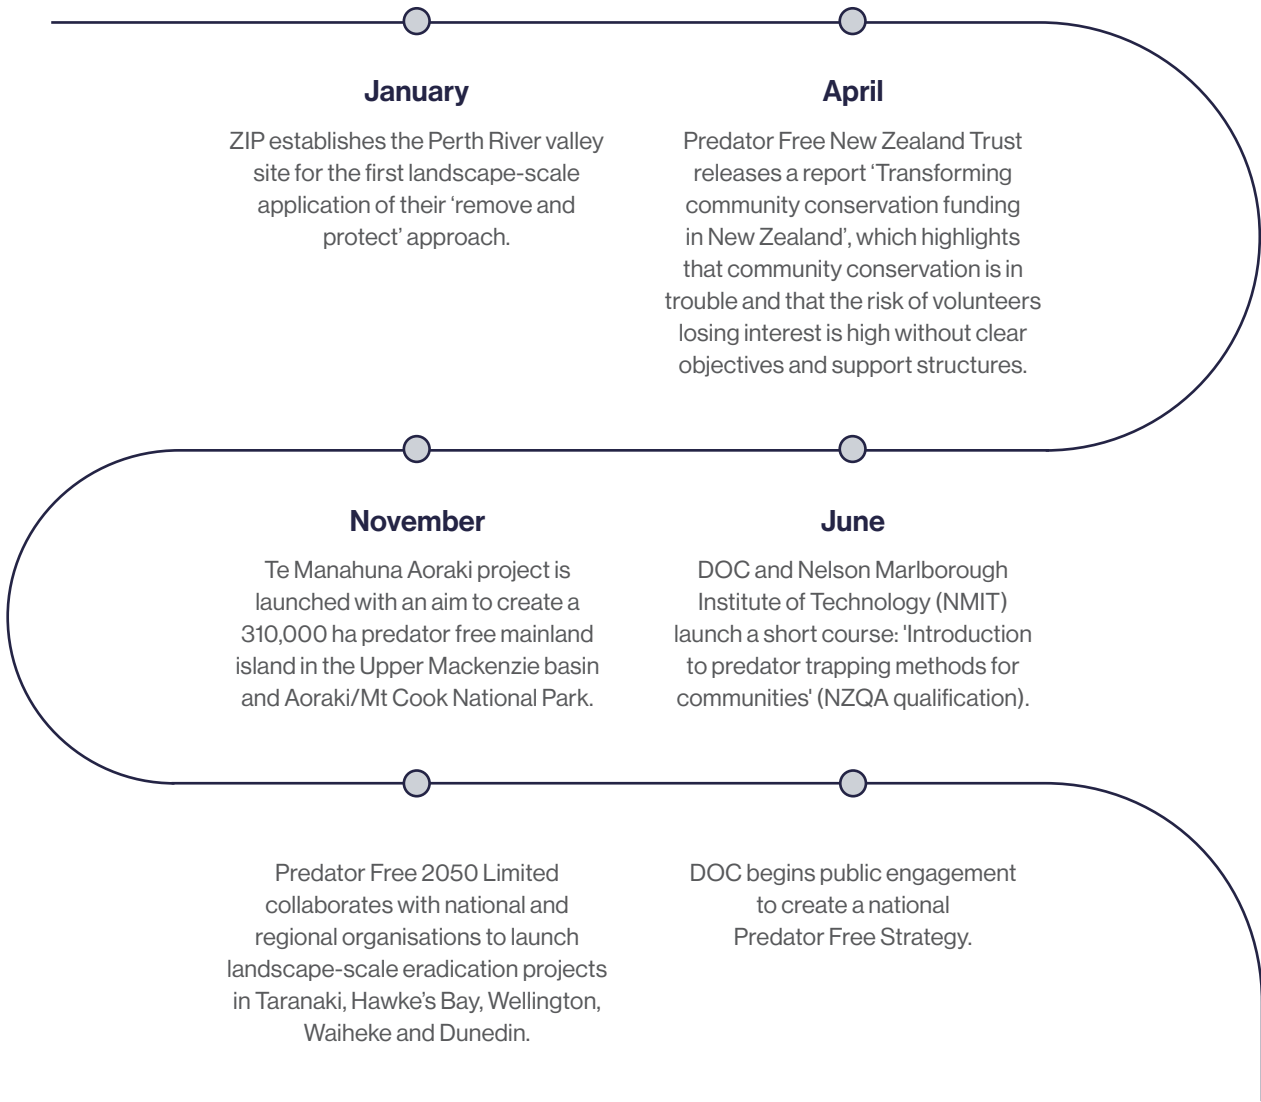 January
ZIP establishes the Perth River valley
site for the first landscape-scale
application of their ‘remove and
protect’ approach.
April
Predator Free New Zealand Trust
releases a report ‘Transforming
community conservation funding
in New Zealand’, which highlights
that community conservation is in
trouble and that the risk of volunteers
losing interest is high without clear
objectives and support structures.
June
DOC and Nelson Marlborough
Institute of Technology (NMIT)
launch a short course: 'Introduction
to predator trapping methods for
communities' (NZQA qualification).
November
Te Manahuna Aoraki project is
launched with an aim to create a
310,000 ha predator free mainland
island in the Upper Mackenzie basin
and Aoraki/Mt Cook National Park.
Predator Free 2050 Limited
collaborates with national and
regional organisations to launch
landscape-scale eradication projects
in Taranaki, Hawke’s Bay, Wellington,
Waiheke and Dunedin.
DOC begins public engagement
to create a national
Predator Free Strategy.